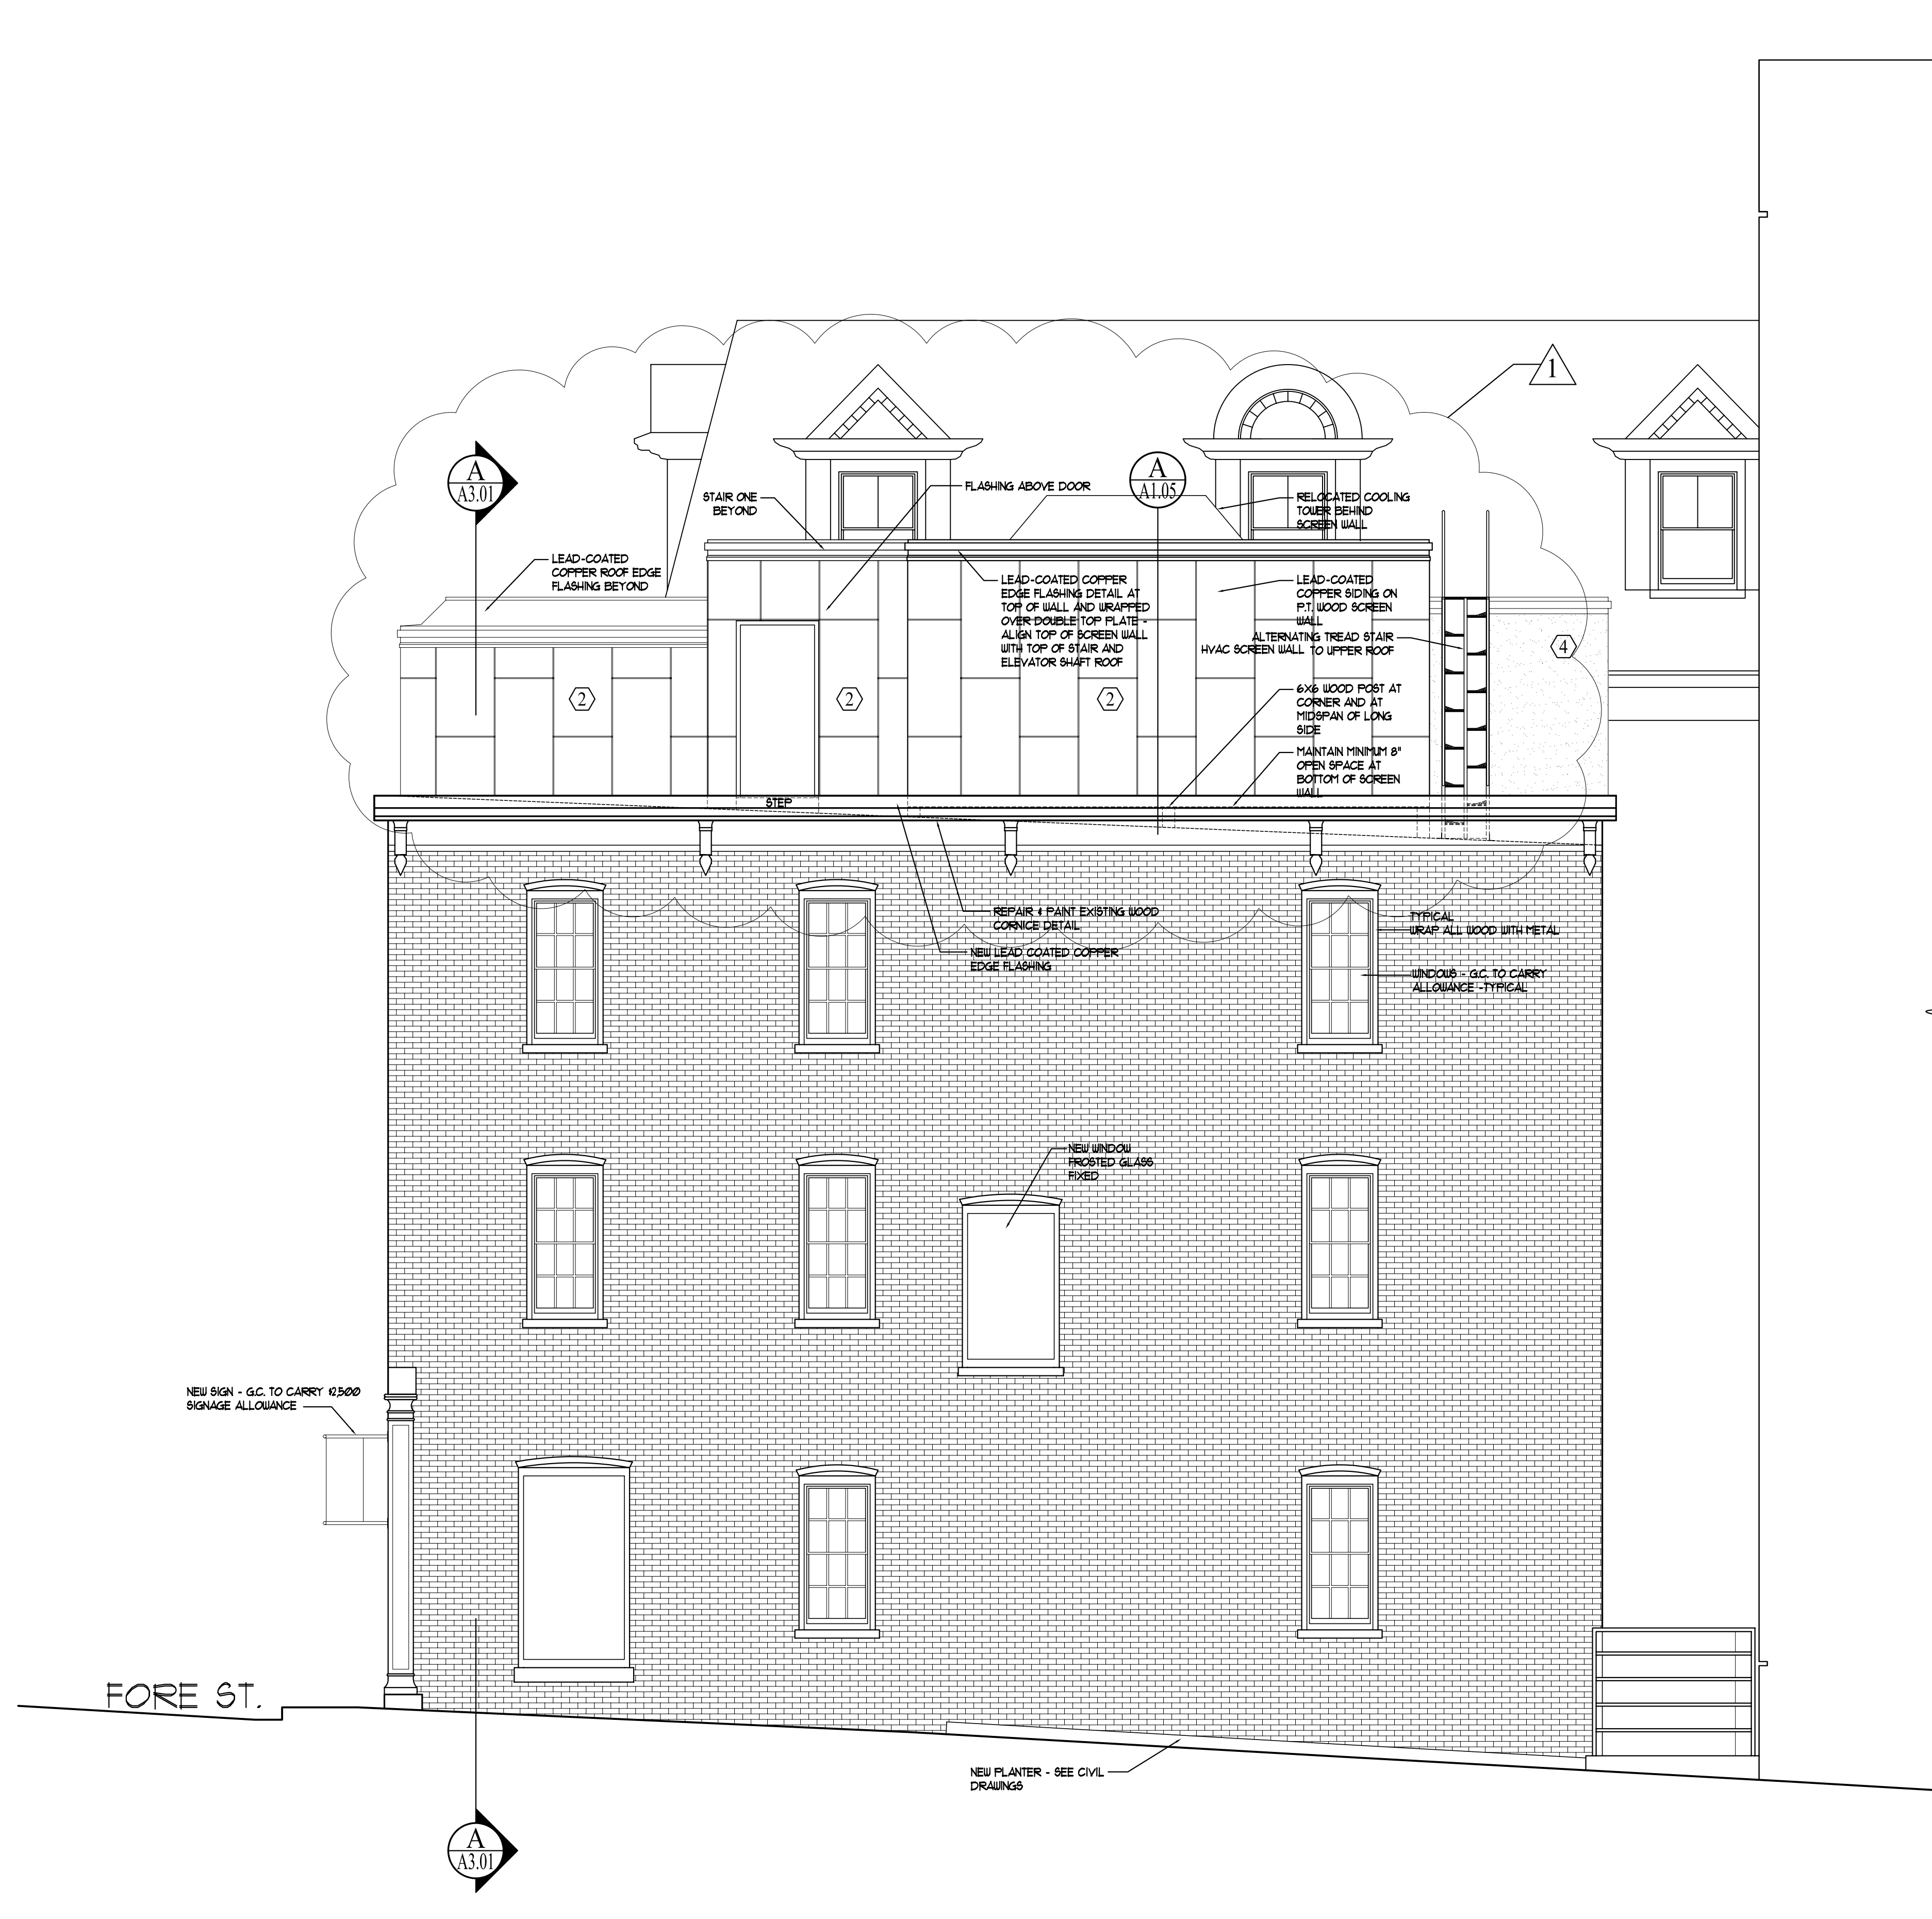 1
A
A3.01
A
A1.05
STAIR ONE
BEYOND
FLASHING ABOVE DOOR
RELOCATED COOLING
TOWER BEHIND
SCREEN WALL
LEAD-COATED
COPPER ROOF EDGE
FLASHING BEYOND
LEAD-COATED COPPER
EDGE FLASHING DETAIL AT
TOP OF WALL AND WRAPPED
OVER DOUBLE TOP PLATE -
ALIGN TOP OF SCREEN WALL
WITH TOP OF STAIR AND
ELEVATOR SHAFT ROOF
LEAD-COATED
COPPER SIDING ON
P.T. WOOD SCREEN
WALL
ALTERNATING TREAD STAIR
TO UPPER ROOF
HVAC SCREEN WALL
4
2
2
2
6X6 WOOD POST AT
CORNER AND AT
MIDSPAN OF LONG
SIDE
MAINTAIN MINIMUM 8"
OPEN SPACE AT
BOTTOM OF SCREEN
WALL
STEP
REPAIR & PAINT EXISTING WOOD
CORNICE DETAIL
NEW LEAD COATED COPPER
EDGE FLASHING
TYPICAL
WRAP ALL WOOD WITH METAL
WINDOWS - G.C. TO CARRY
ALLOWANCE -TYPICAL
NEW WINDOW
FROSTED GLASS
FIXED
NEW SIGN - G.C. TO CARRY $2,500
SIGNAGE ALLOWANCE
FORE ST.
NEW PLANTER - SEE CIVIL
DRAWINGS
A
A3.01